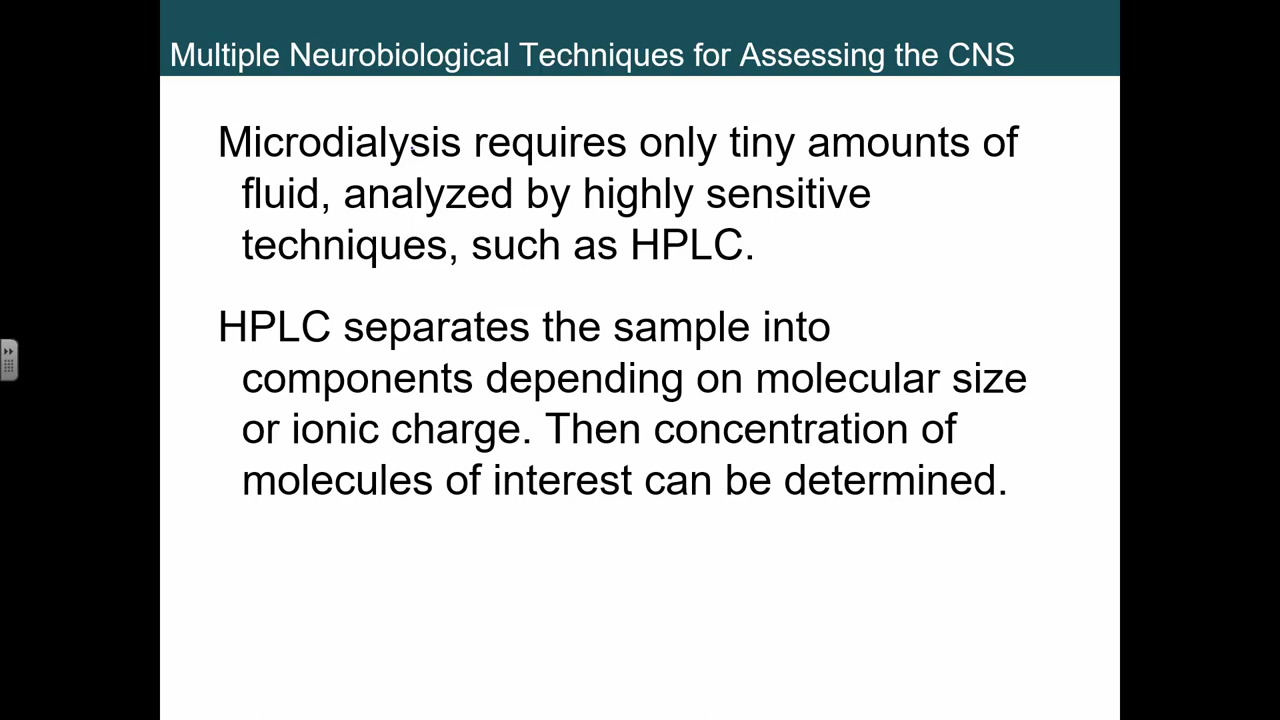 Multiple Neurobiological Techniques for Assessing the CNS
Microdialysis requires only tiny amounts of
fluid, analyzed by highly sensitive
techniques, such as HPLC.
HPLC separates the sample into
components depending on molecular size
or ionic charge. Then concentration of
molecules of interest can be determined.